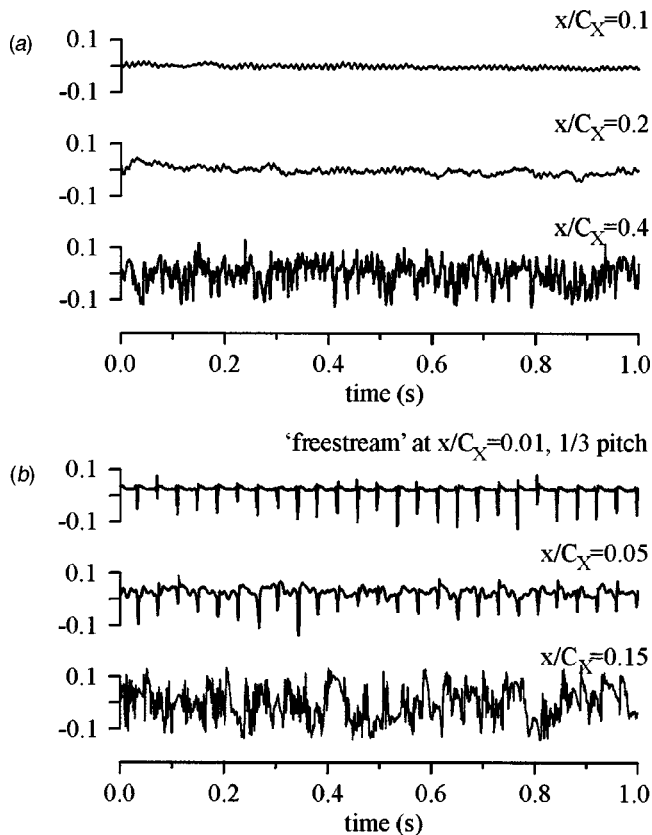 (a)
x/C_X=0.1
0.1
-0.1
x/C_X=0.2
0.1
-0.1
x/C_X=0.4
0.1
-0.1
0.0 0.2 0.4 0.6 0.8 1.0
time (s)
(b)
'freestream' at x/C_X=0.01, 1/3 pitch
0.1
-0.1
x/C_X=0.05
0.1
-0.1
x/C_X=0.15
0.1
-0.1
0.0 0.2 0.4 0.6 0.8 1.0
time (s)